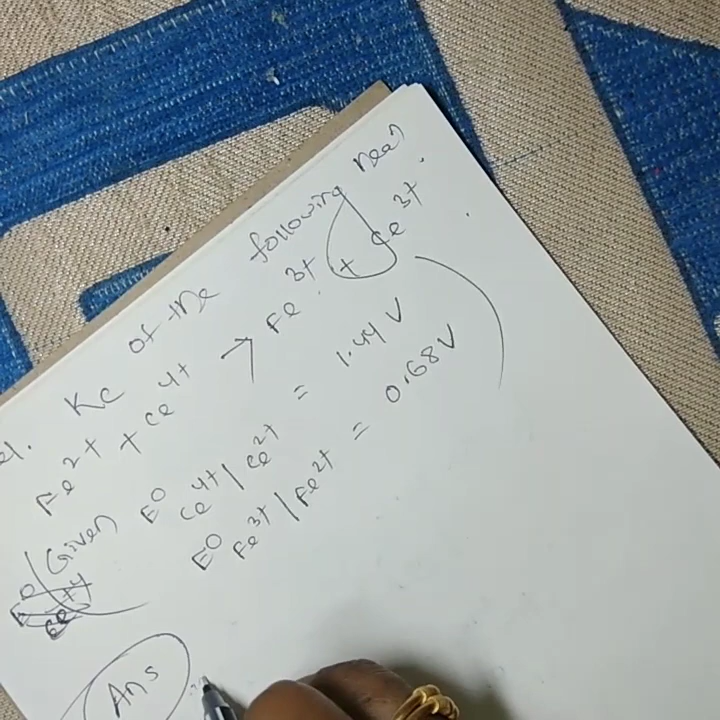 Kc of the following
Fe2+ + Ce4+ → Fe3+ + Ce3+.
(Given E0 Ce4+ / Ce2+ = 1.44 V
E0 Fe3+ / Fe2+ = 0.68 V
Ans